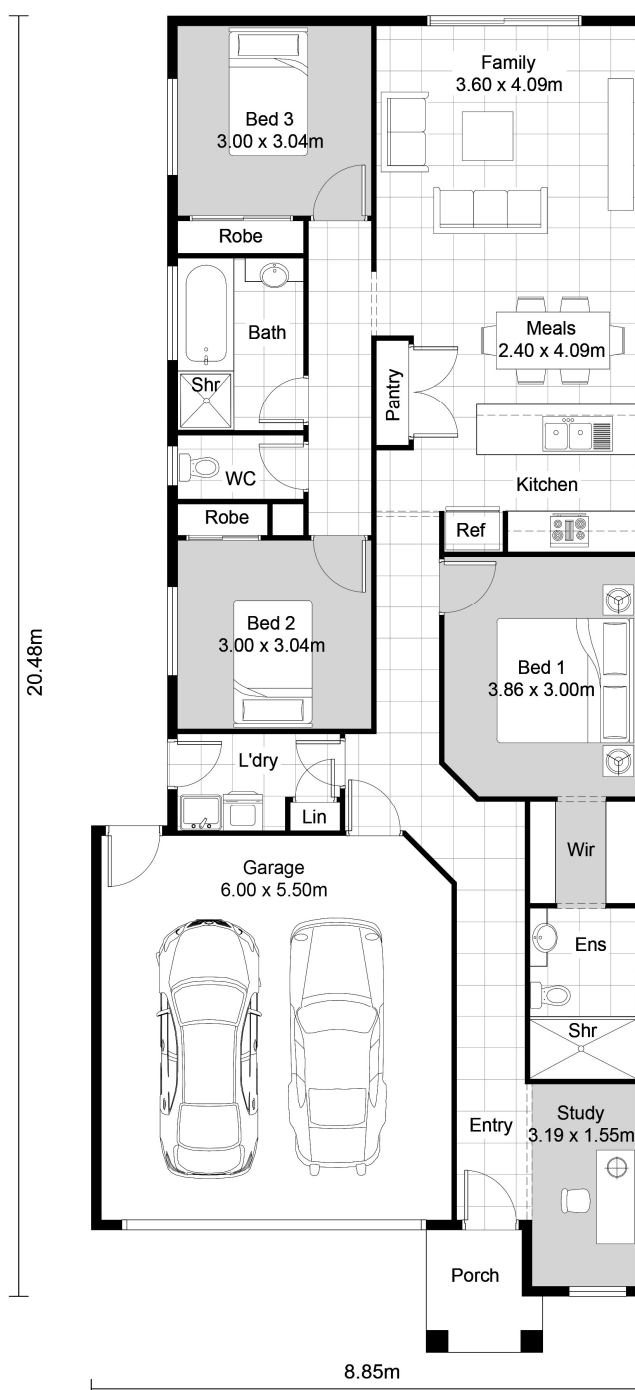 Family
3.60 x 4.09m
Bed 3
3.00 x 3.04m
Robe
Bath
Shr
Meals
2.40 x 4.09m
Pantry
WC
Kitchen
Robe
Ref
Bed 2
3.00 x 3.04m
20.48m
Bed 1
3.86 x 3.00m
L'dry
Lin
Wir
Garage
6.00 x 5.50m
Ens
Shr
Entry
Study
3.19 x 1.55m
Porch
8.85m